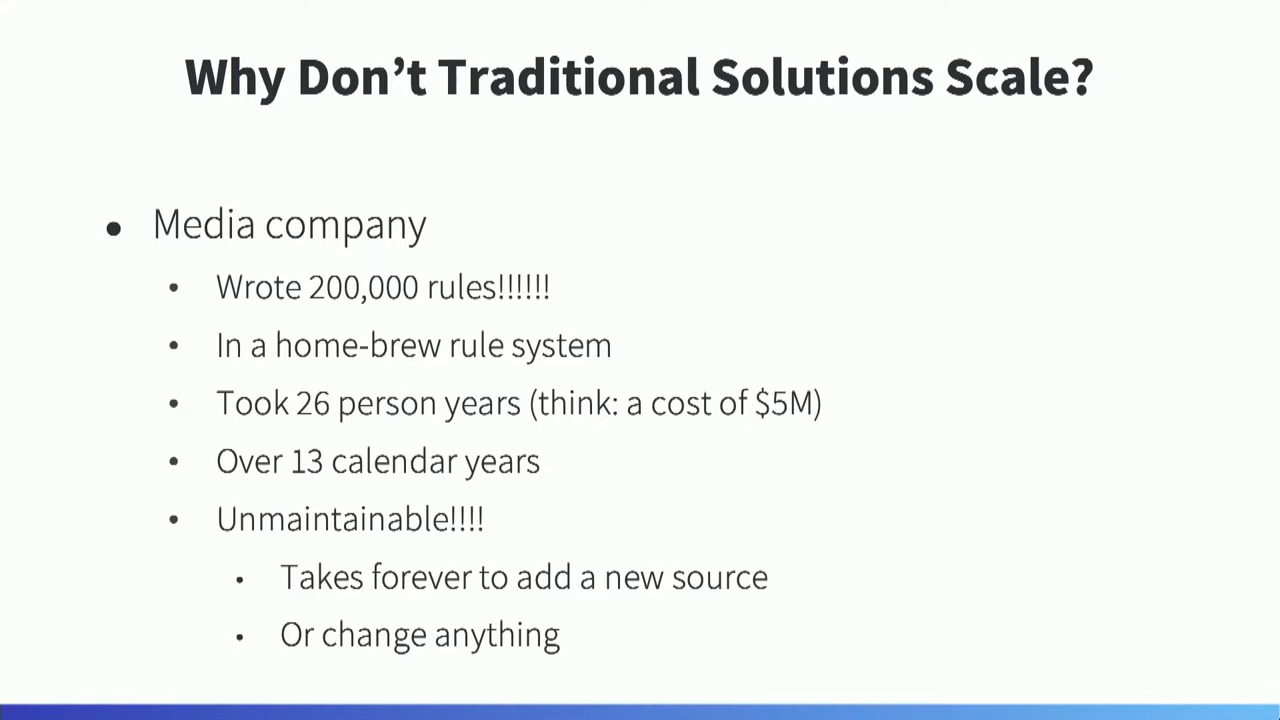 Why Don’t Traditional Solutions Scale?
● Media company
• Wrote 200,000 rules!!!!!!
• In a home-brew rule system
• Took 26 person years (think: a cost of $5M)
• Over 13 calendar years
• Unmaintainable!!!!
• Takes forever to add a new source
• Or change anything